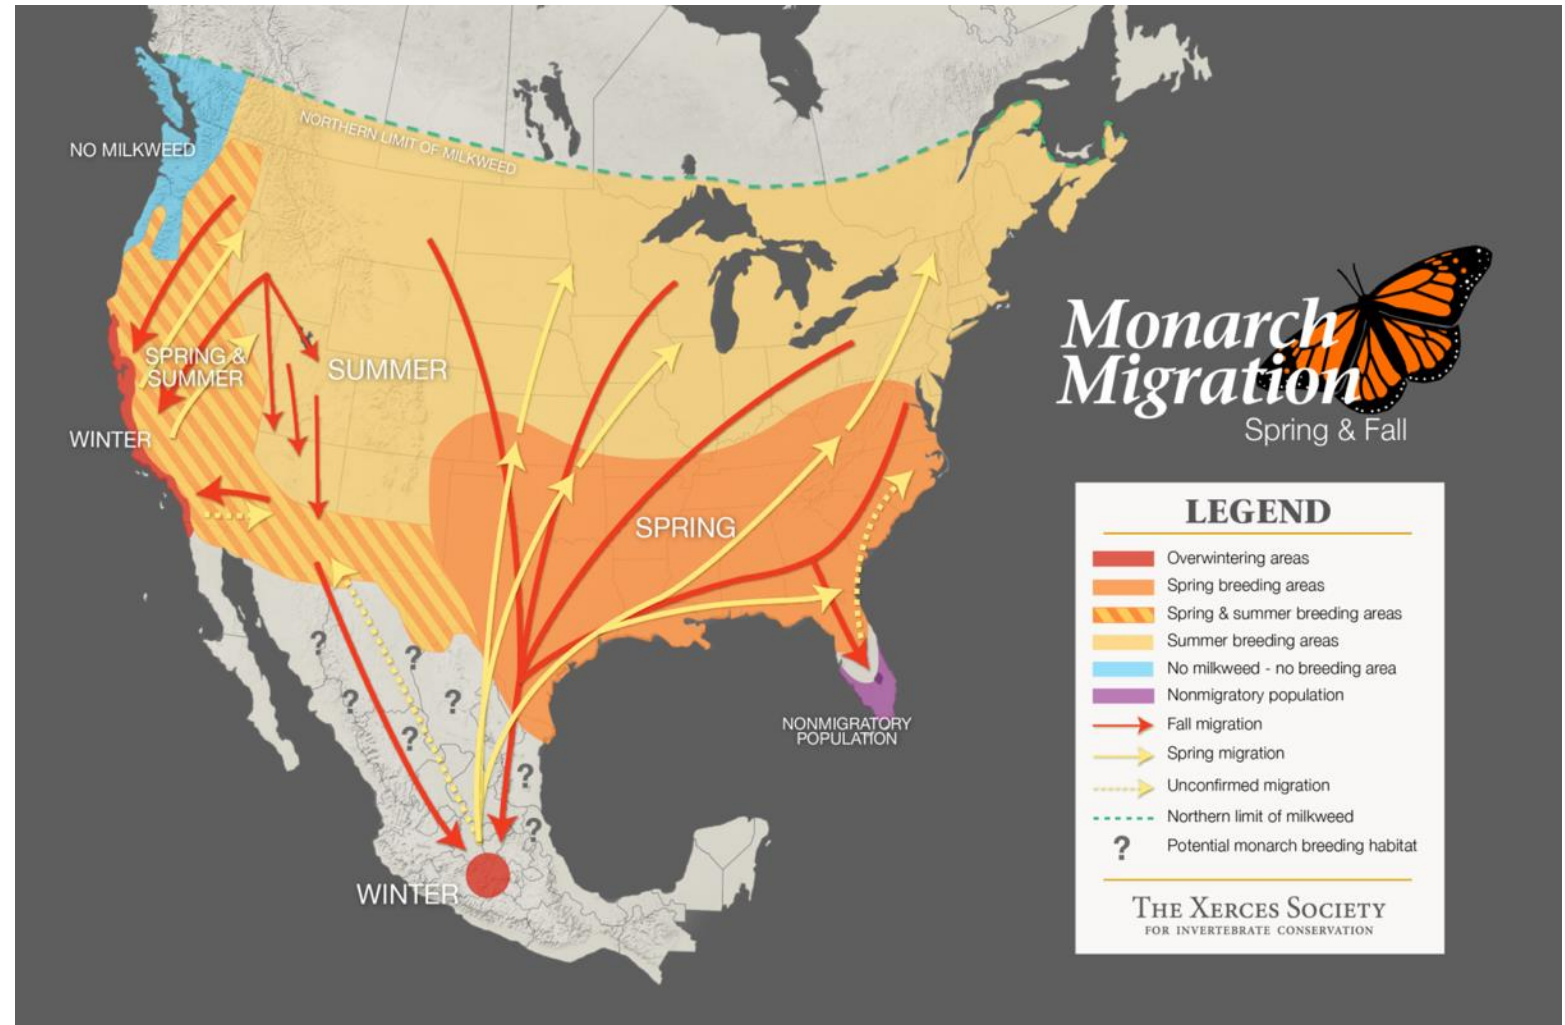 NORTHERN LIMIT OF MILKWEED
NO MILKWEED
SPRING &
SUMMER
SUMMER
WINTER
SPRING
NONMIGRATORY
POPULATION
WINTER
?
?
?
?
?
?
?
Monarch
Migration
Spring & Fall
LEGEND
Overwintering areas
Spring breeding areas
Spring & summer breeding areas
Summer breeding areas
No milkweed - no breeding area
Nonmigratory population
Fall migration
Spring migration
Unconfirmed migration
Northern limit of milkweed
? Potential monarch breeding habitat
THE XERCES SOCIETY
FOR INVERTEBRATE CONSERVATION